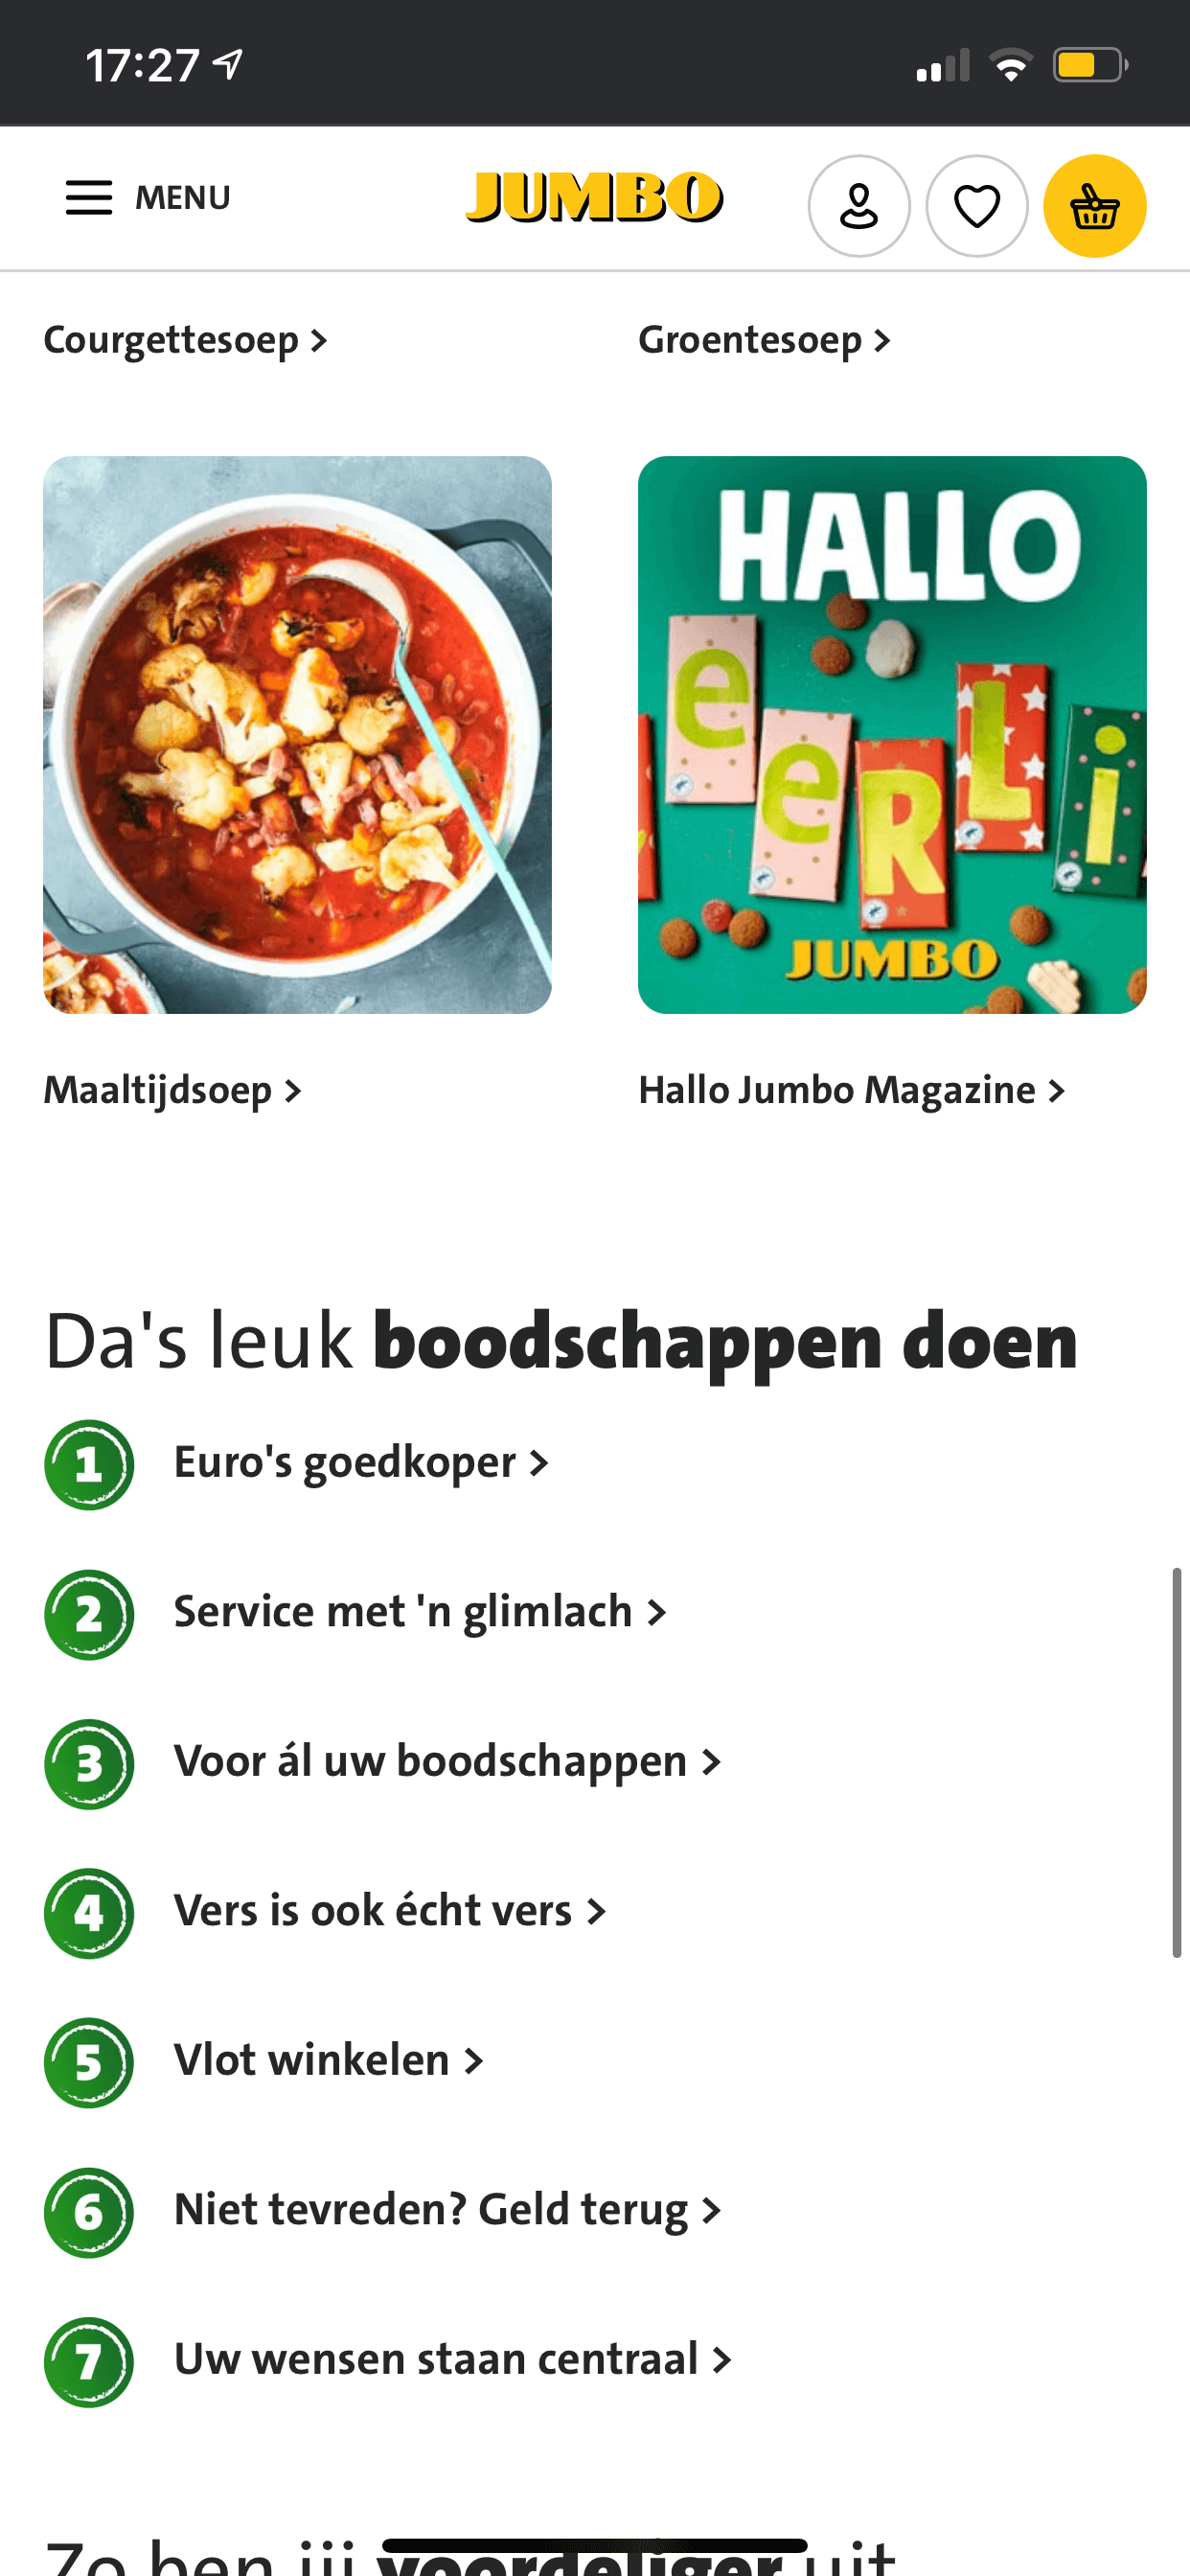 17:27
MENU
JUMBO
Courgettesoep >
Groentesoep >
HALLO
eeRLi
JUMBO
Maaltijdsoep >
Hallo Jumbo Magazine >
Da's leuk boodschappen doen
1 Euro's goedkoper >
2 Service met 'n glimlach >
3 Voor ál uw boodschappen >
4 Vers is ook écht vers >
5 Vlot winkelen >
6 Niet tevreden? Geld terug >
7 Uw wensen staan centraal >
Zo ben jij voordeliger uit